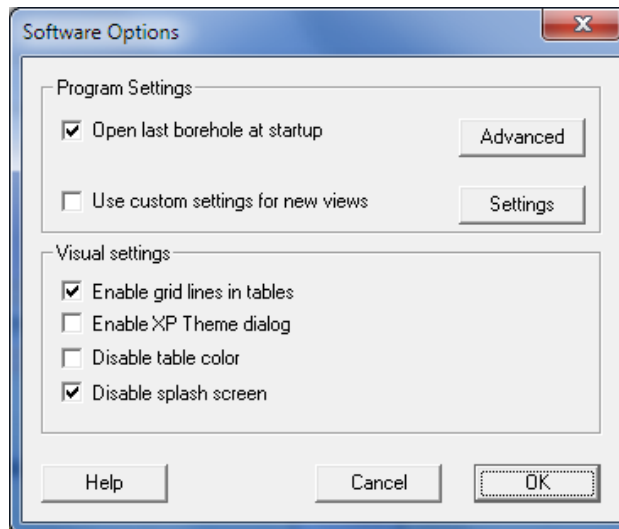 Software Options
Program Settings
Open last borehole at startup
Advanced
Use custom settings for new views
Settings
Visual settings
Enable grid lines in tables
Enable XP Theme dialog
Disable table color
Disable splash screen
Help
Cancel
OK